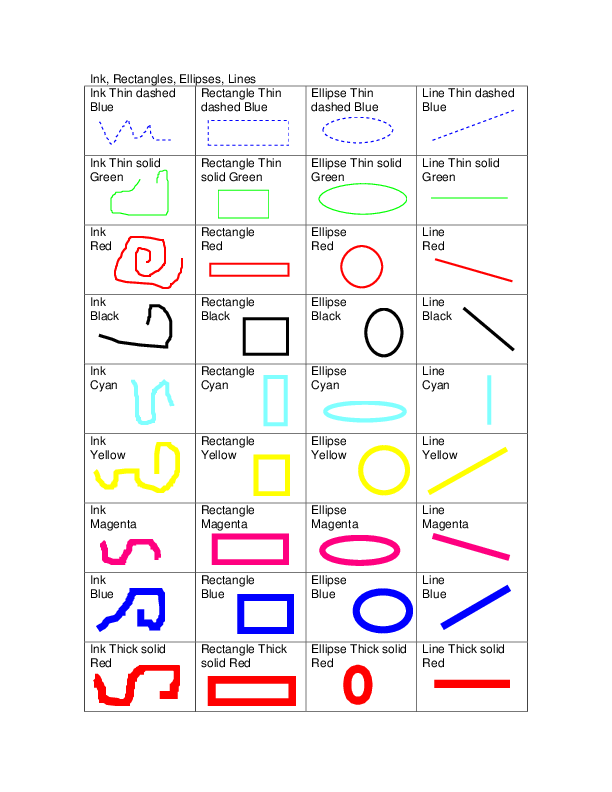 Ink, Rectangles, Ellipses, Lines
Ink Thin dashed
Blue
Rectangle Thin
dashed Blue
Ellipse Thin
dashed Blue
Line Thin dashed
Blue
Ink Thin solid
Green
Rectangle Thin
solid Green
Ellipse Thin solid
Green
Line Thin solid
Green
Ink
Red
Rectangle
Red
Ellipse
Red
Line
Red
Ink
Black
Rectangle
Black
Ellipse
Black
Line
Black
Ink
Cyan
Rectangle
Cyan
Ellipse
Cyan
Line
Cyan
Ink
Yellow
Rectangle
Yellow
Ellipse
Yellow
Line
Yellow
Ink
Magenta
Rectangle
Magenta
Ellipse
Magenta
Line
Magenta
Ink
Blue
Rectangle
Blue
Ellipse
Blue
Line
Blue
Ink Thick solid
Red
Rectangle Thick
solid Red
Ellipse Thick solid
Red
Line Thick solid
Red